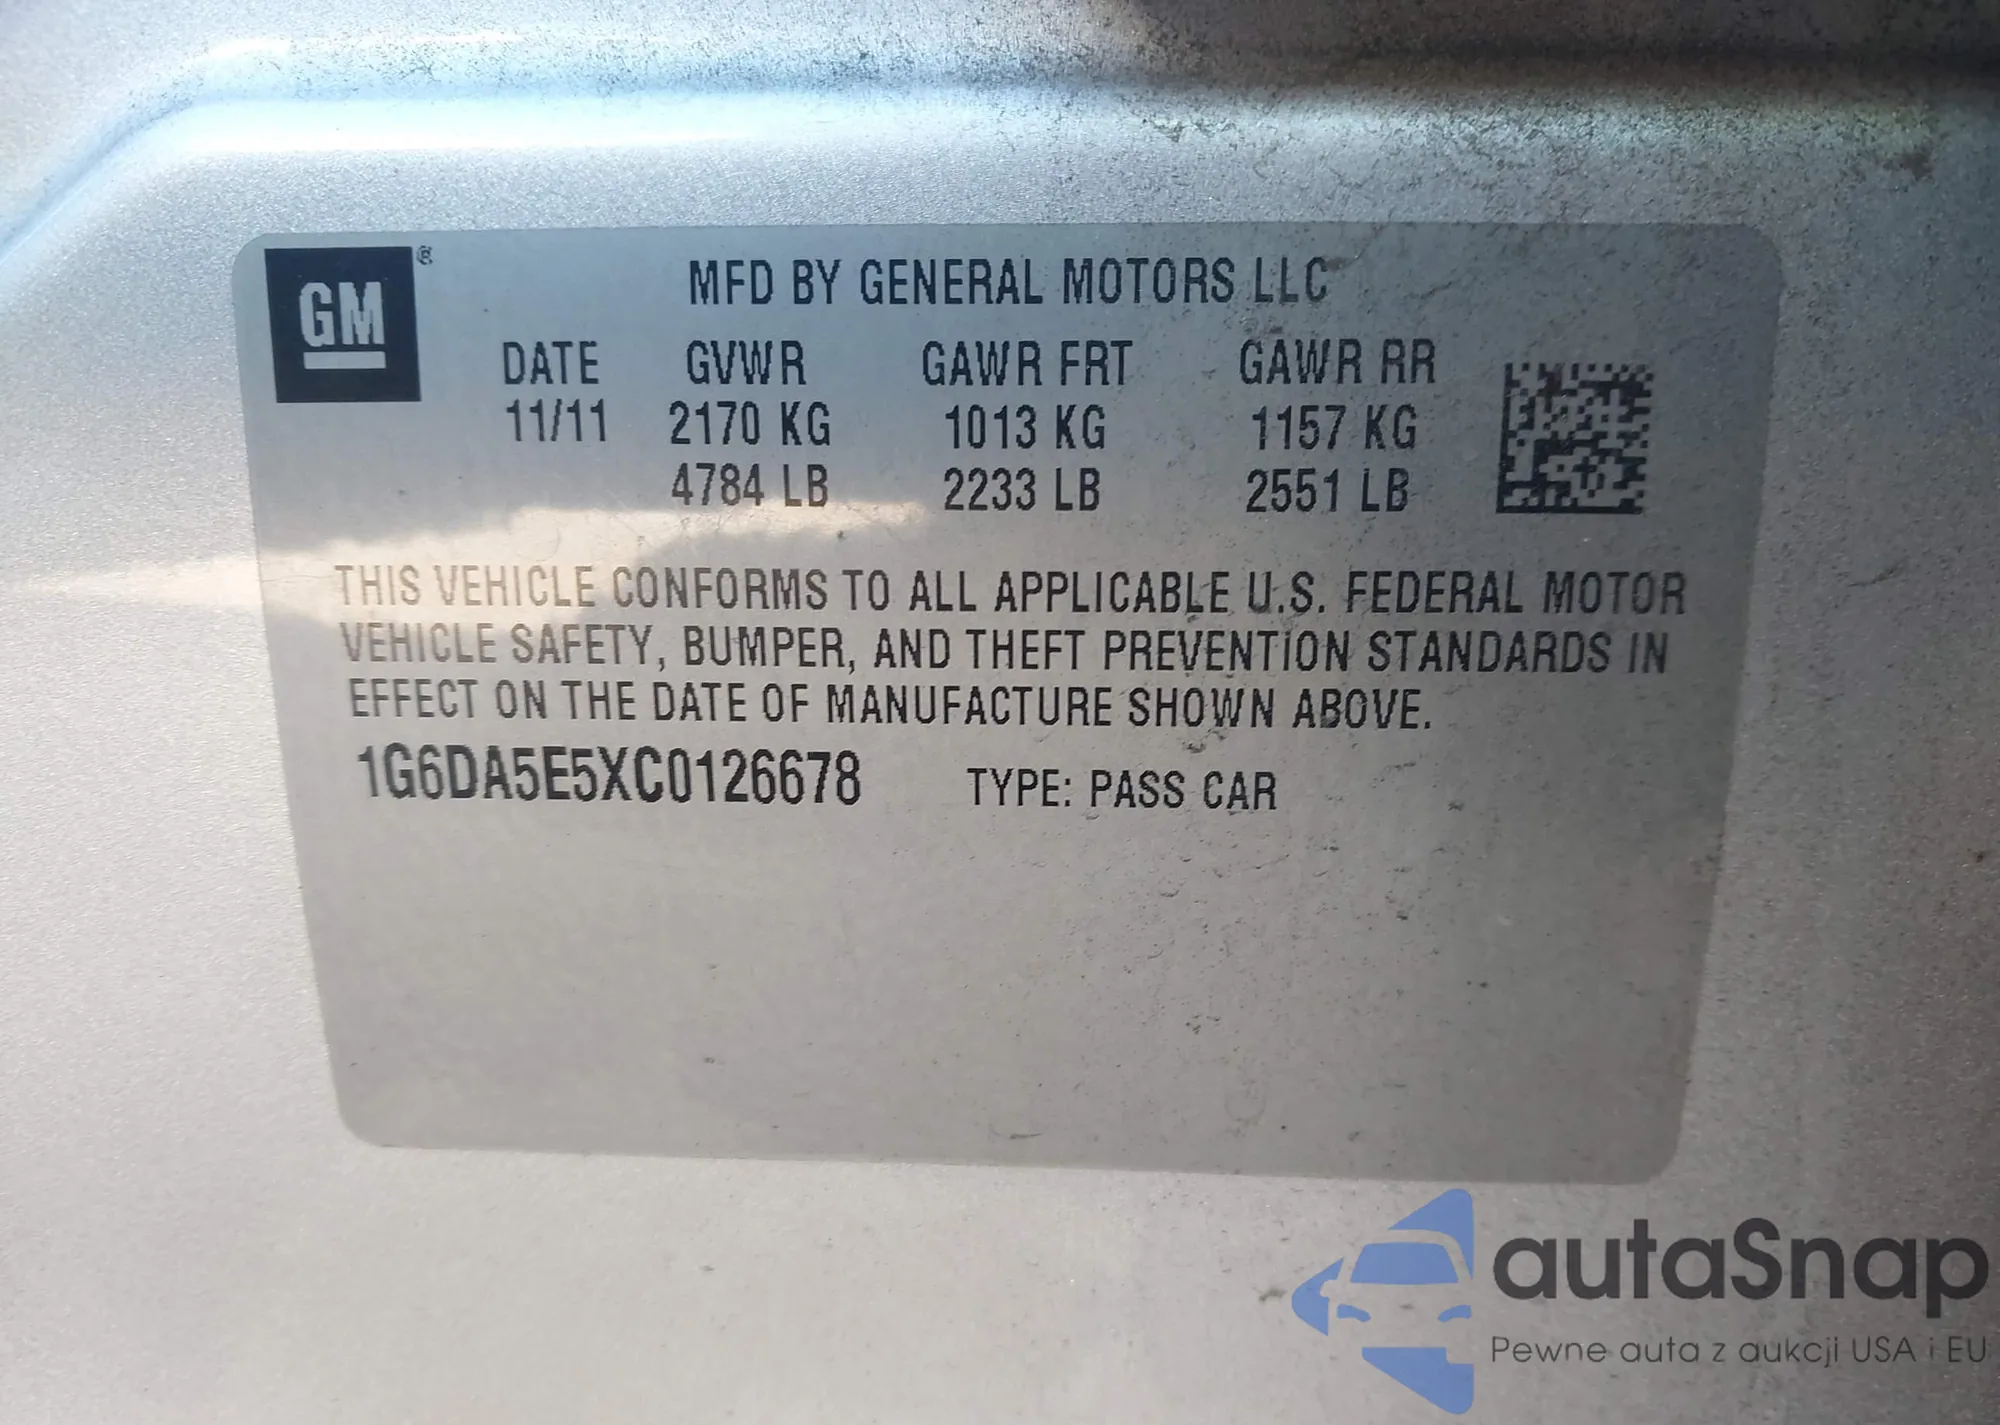 GM ®
MFD BY GENERAL MOTORS LLC
DATE GVWR GAWR FRT GAWR RR
11/11 2170 KG 1013 KG 1157 KG
4784 LB 2233 LB 2551 LB
THIS VEHICLE CONFORMS TO ALL APPLICABLE U.S. FEDERAL MOTOR
VEHICLE SAFETY, BUMPER, AND THEFT PREVENTION STANDARDS IN
EFFECT ON THE DATE OF MANUFACTURE SHOWN ABOVE.
1G6DA5E5XC0126678 TYPE: PASS CAR
autaSnap
Pewne auta z aukcji USA i EU